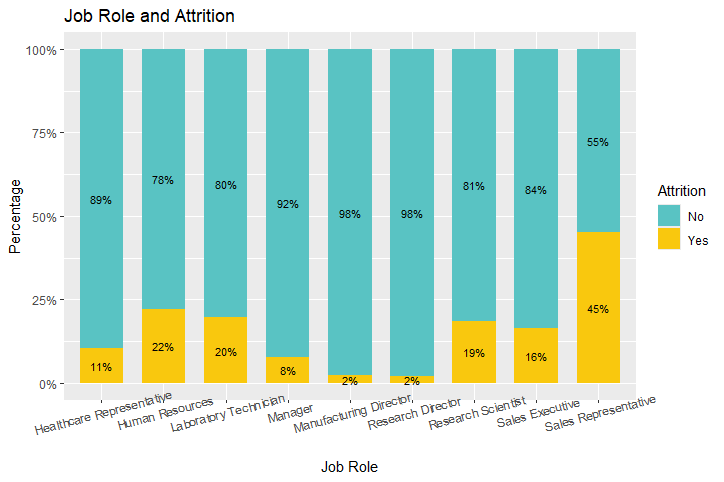 Job Role and Attrition
100%
75%
50%
25%
0%
Percentage
89%
78%
80%
92%
98%
98%
81%
84%
55%
11%
22%
20%
8%
2%
2%
19%
16%
45%
Healthcare Representative
Human Resources
Laboratory Technician
Manager
Manufacturing Director
Research Director
Research Scientist
Sales Executive
Sales Representative
Job Role
Attrition
No
Yes